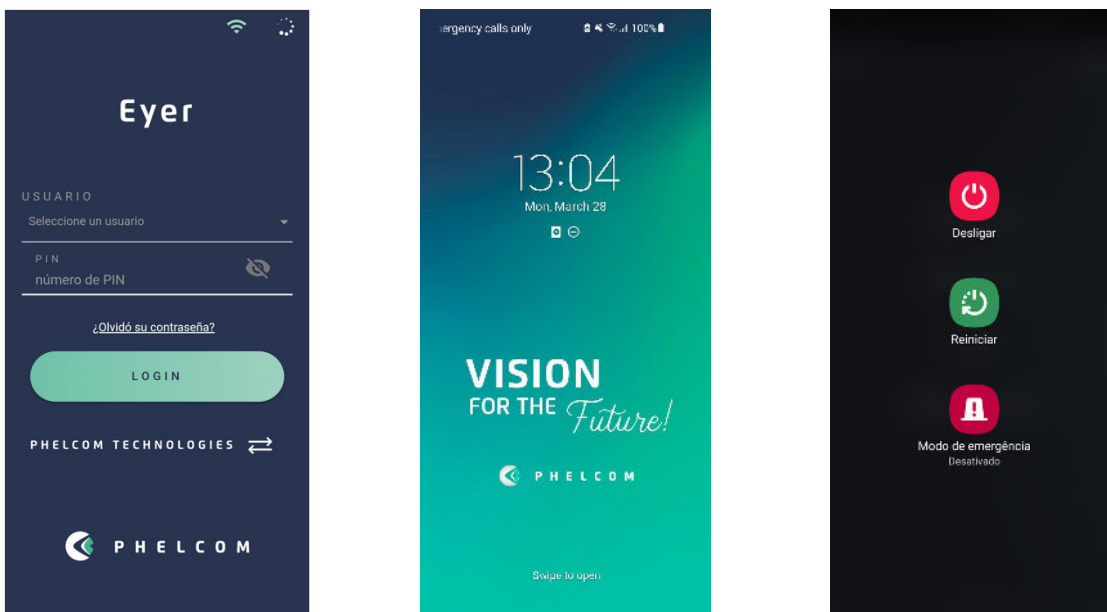 Eyer
USUARIO
Seleccione un usuario
PIN
número de PIN
¿Olvidó su contraseña?
LOGIN
PHELCOM TECHNOLOGIES
PHELCOM
ergency calls only
100%
13:04
Mon, March 28
VISION
FOR THE Future!
PHELCOM
Swipe to open
Desligar
Reiniciar
Modo de emergência
Desativado